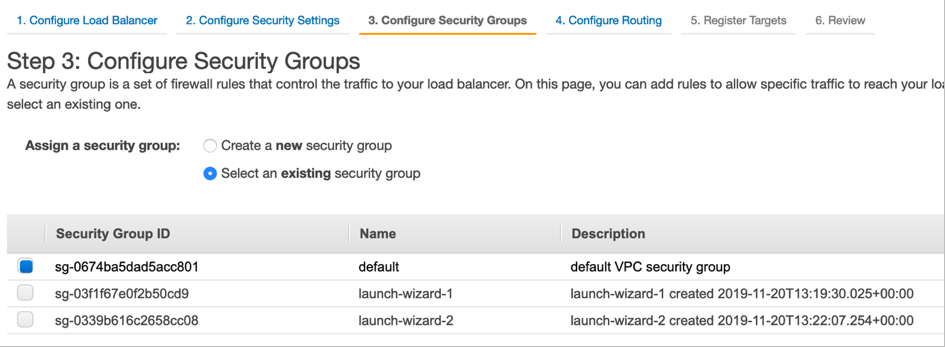 1. Configure Load Balancer 2. Configure Security Settings 3. Configure Security Groups 4. Configure Routing 5. Register Targets 6. Review
Step 3: Configure Security Groups
A security group is a set of firewall rules that control the traffic to your load balancer. On this page, you can add rules to allow specific traffic to reach your
select an existing one.
Assign a security group: Create a new security group
Select an existing security group
Security Group ID Name Description
sg-0674ba5dad5acc801 default default VPC security group
sg-03f1f67e0f2b50cd9 launch-wizard-1 launch-wizard-1 created 2019-11-20T13:19:30.025+00:00
sg-0339b616c2658cc08 launch-wizard-2 launch-wizard-2 created 2019-11-20T13:22:07.254+00:00